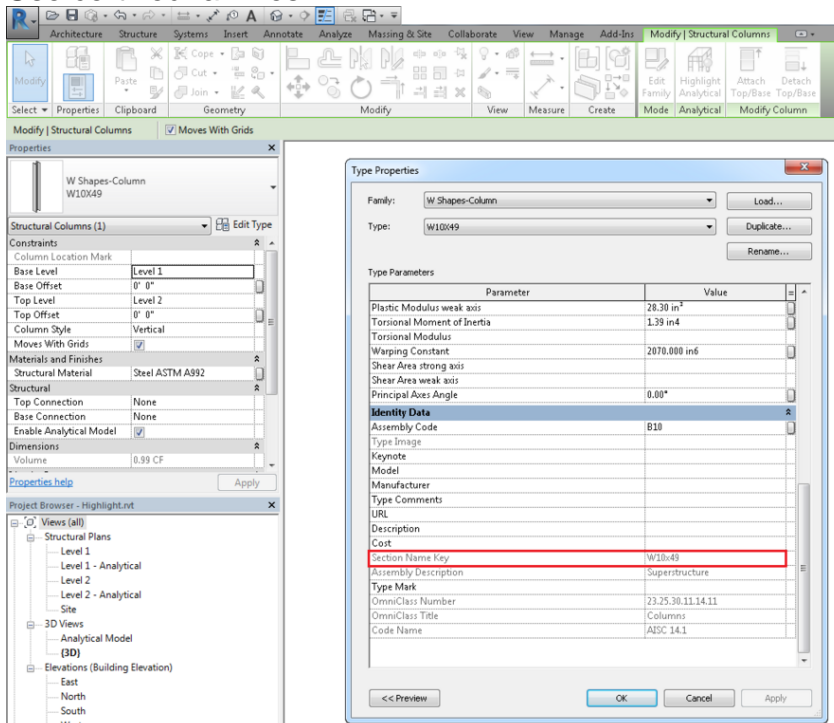 Architecture Structure Systems Insert Annotate Analyze Massing & Site Collaborate View Manage Add-Ins Modify | Structural Columns
Modify Paste Cope Cut Join Edit Family Highlight Analytical Attach Top/Base Detach Top/Base
Select Properties Clipboard Geometry Modify View Measure Create Mode Analytical Modify Column
Modify | Structural Columns Moves With Grids
Properties
W Shapes-Column
W10X49
Structural Columns (1) Edit Type
Constraints
Column Location Mark
Base Level Level 1
Base Offset 0' 0"
Top Level Level 2
Top Offset 0' 0"
Column Style Vertical
Moves With Grids
Materials and Finishes
Structural Material Steel ASTM A992
Structural
Top Connection None
Base Connection None
Enable Analytical Model
Dimensions
Volume 0.99 CF
Properties help Apply
Project Browser - Highlight.rvt
Views (all)
Structural Plans
Level 1
Level 1 - Analytical
Level 2
Level 2 - Analytical
Site
3D Views
Analytical Model
(3D)
Elevations (Building Elevation)
East
North
South
Type Properties
Family: W Shapes-Column Load...
Type: W10X49 Duplicate...
Rename...
Type Parameters
Parameter Value =
Plastic Modulus weak axis 28.30 in³
Torsional Moment of Inertia 1.39 in4
Torsional Modulus
Warping Constant 2070.000 in6
Shear Area strong axis
Shear Area weak axis
Principal Axes Angle 0.00°
Identity Data
Assembly Code B10
Type Image
Keynote
Model
Manufacturer
Type Comments
URL
Description
Cost
Section Name Key W10x49
Assembly Description Superstructure
Type Mark
OmniClass Number 23.25.30.11.14.11
OmniClass Title Columns
Code Name AISC 14.1
<< Preview OK Cancel Apply